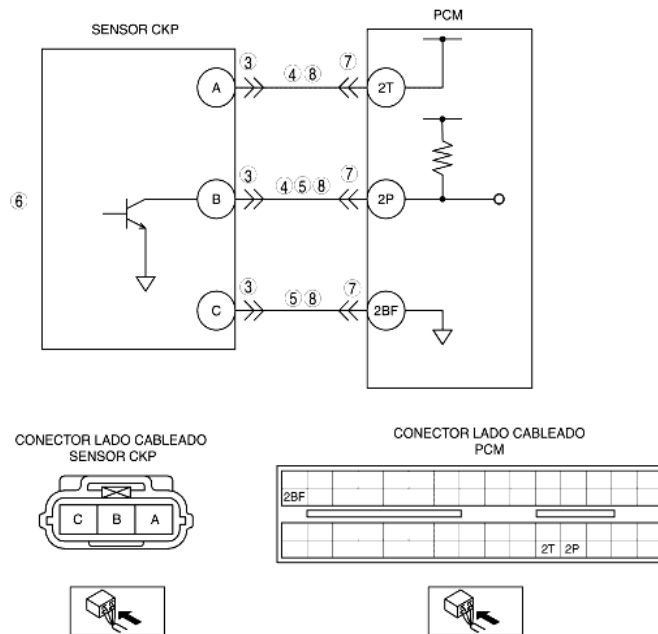 SENSOR CKP
PCM
A ③ ④ ⑧ ⑦ 2T
⑥ B ③ ④ ⑤ ⑧ ⑦ 2P
C ③ ⑤ ⑧ ⑦ 2BF
CONECTOR LADO CABLEADO
SENSOR CKP
C B A
CONECTOR LADO CABLEADO
PCM
2BF
2T 2P